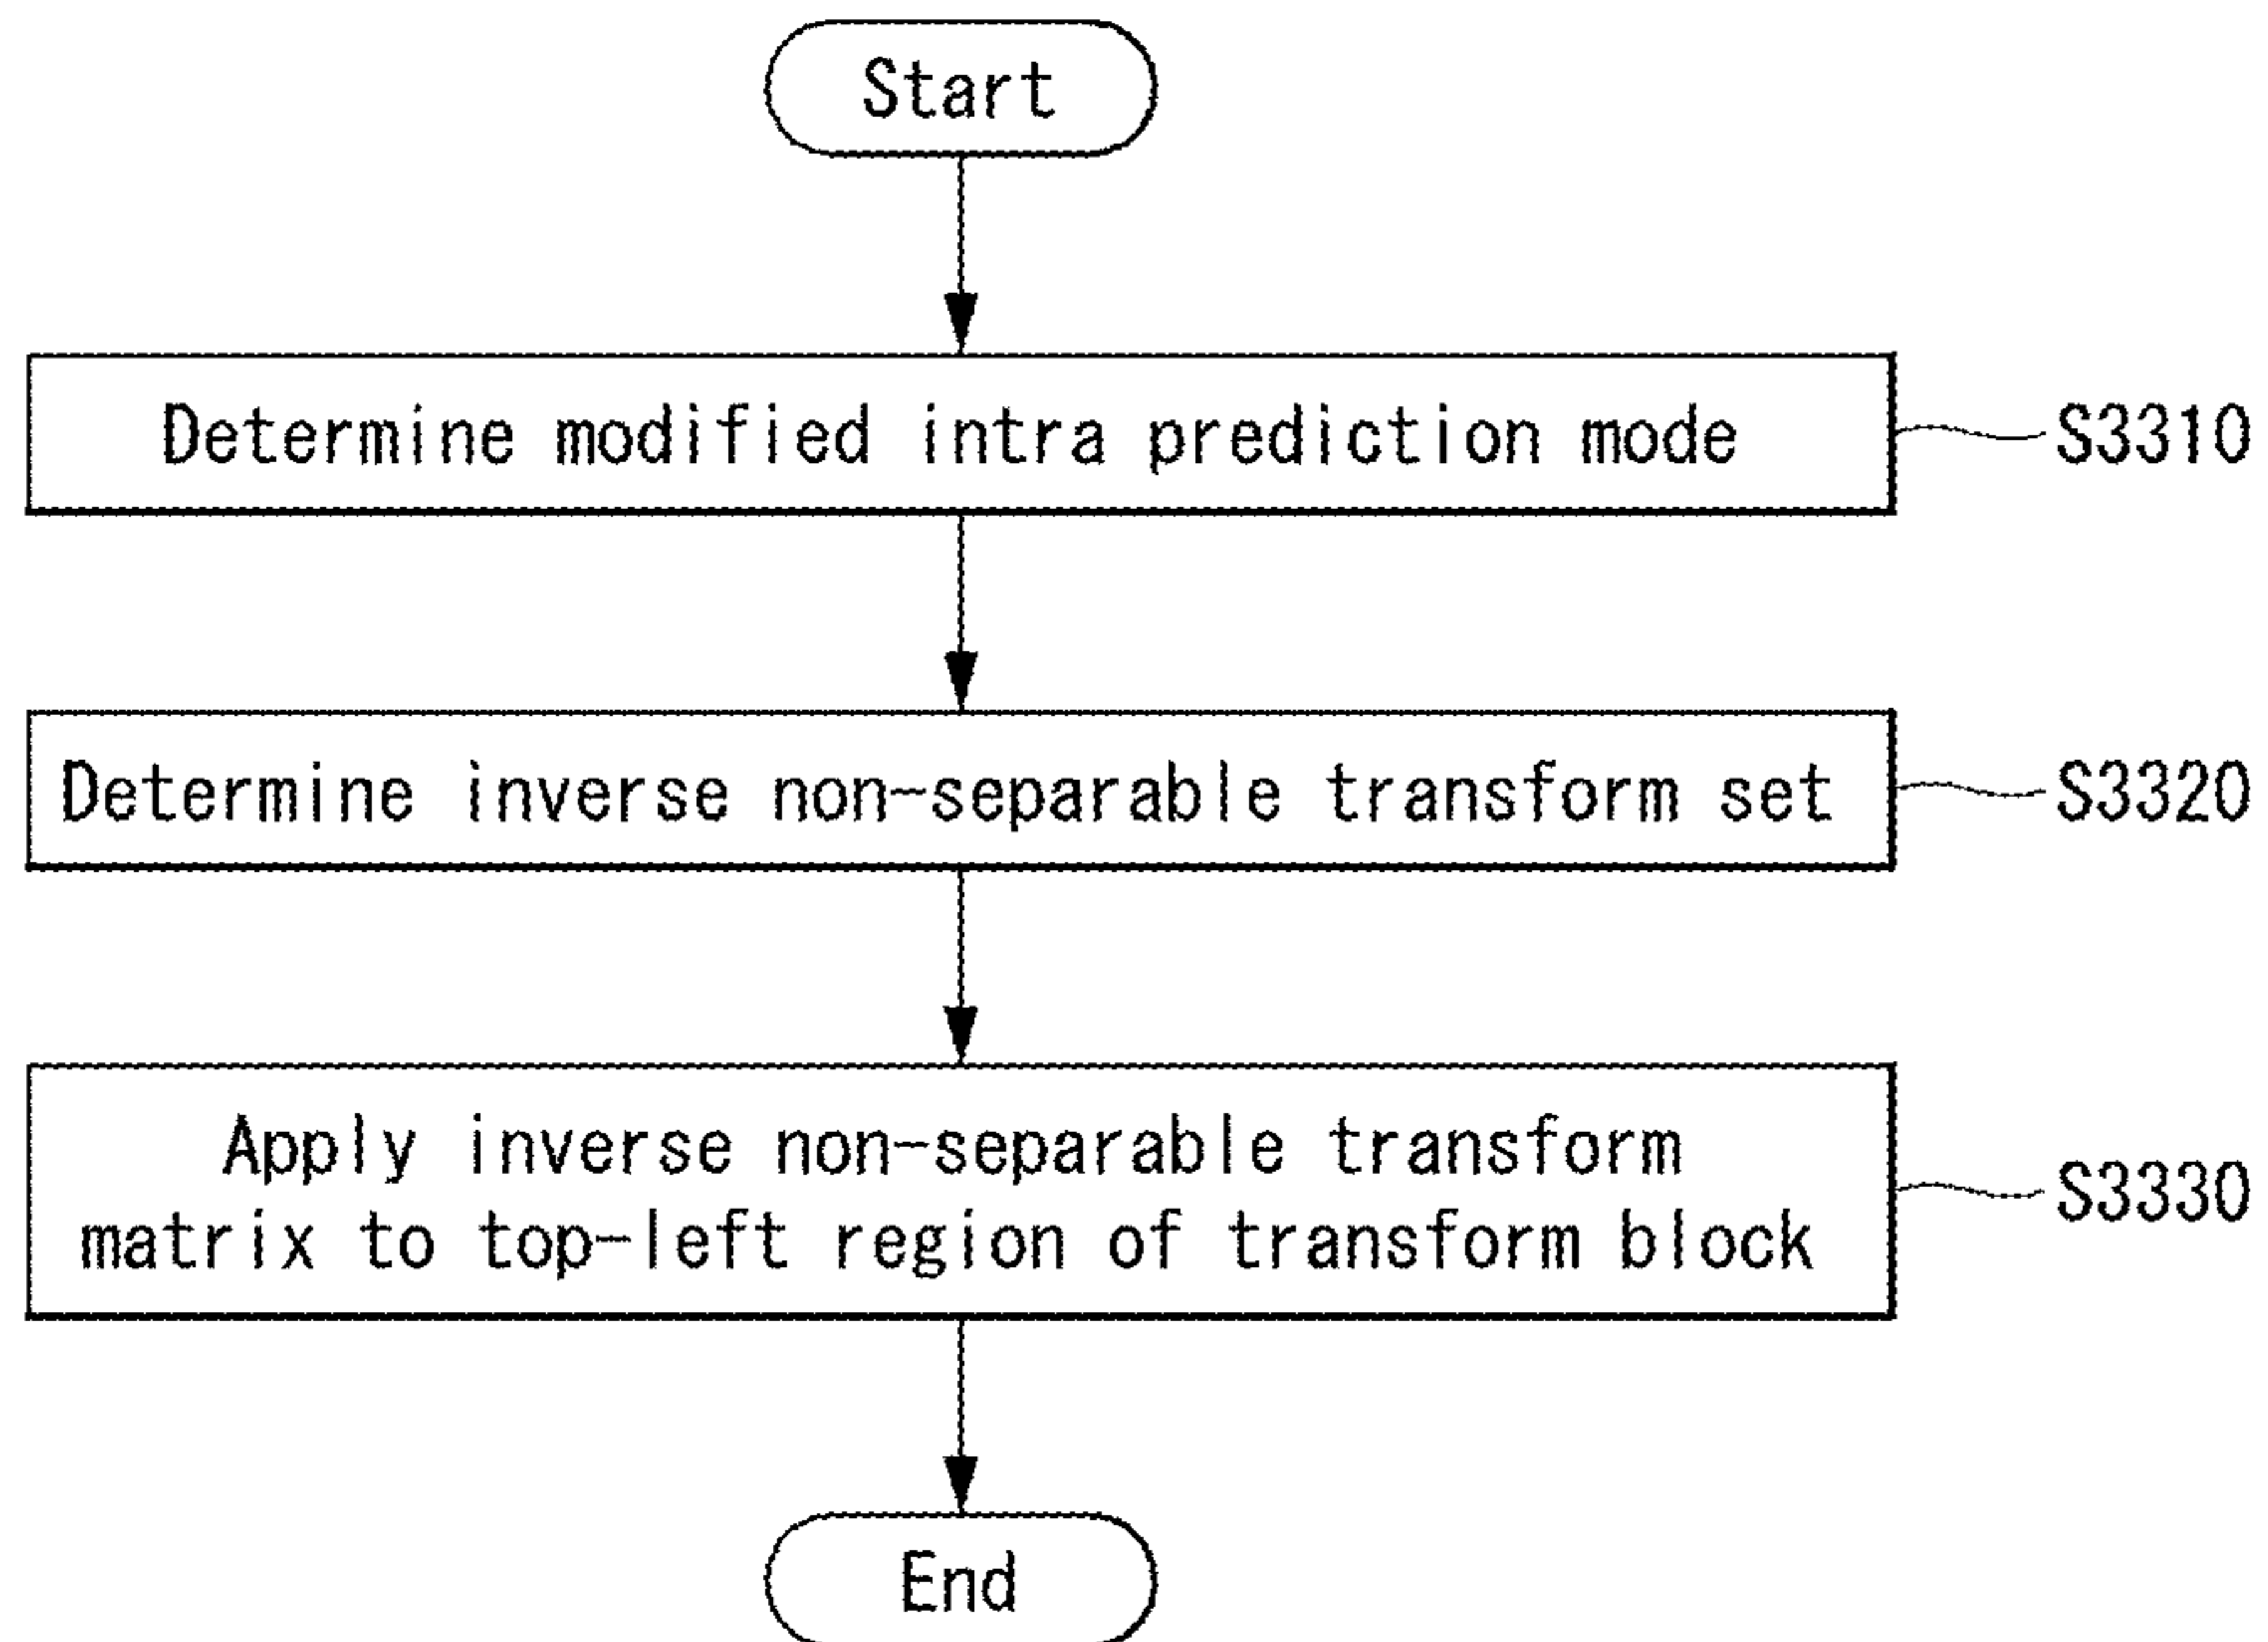 Start
Determine modified intra prediction mode
S3310
Determine inverse non-separable transform set
S3320
Apply inverse non-separable transform
matrix to top-left region of transform block
S3330
End